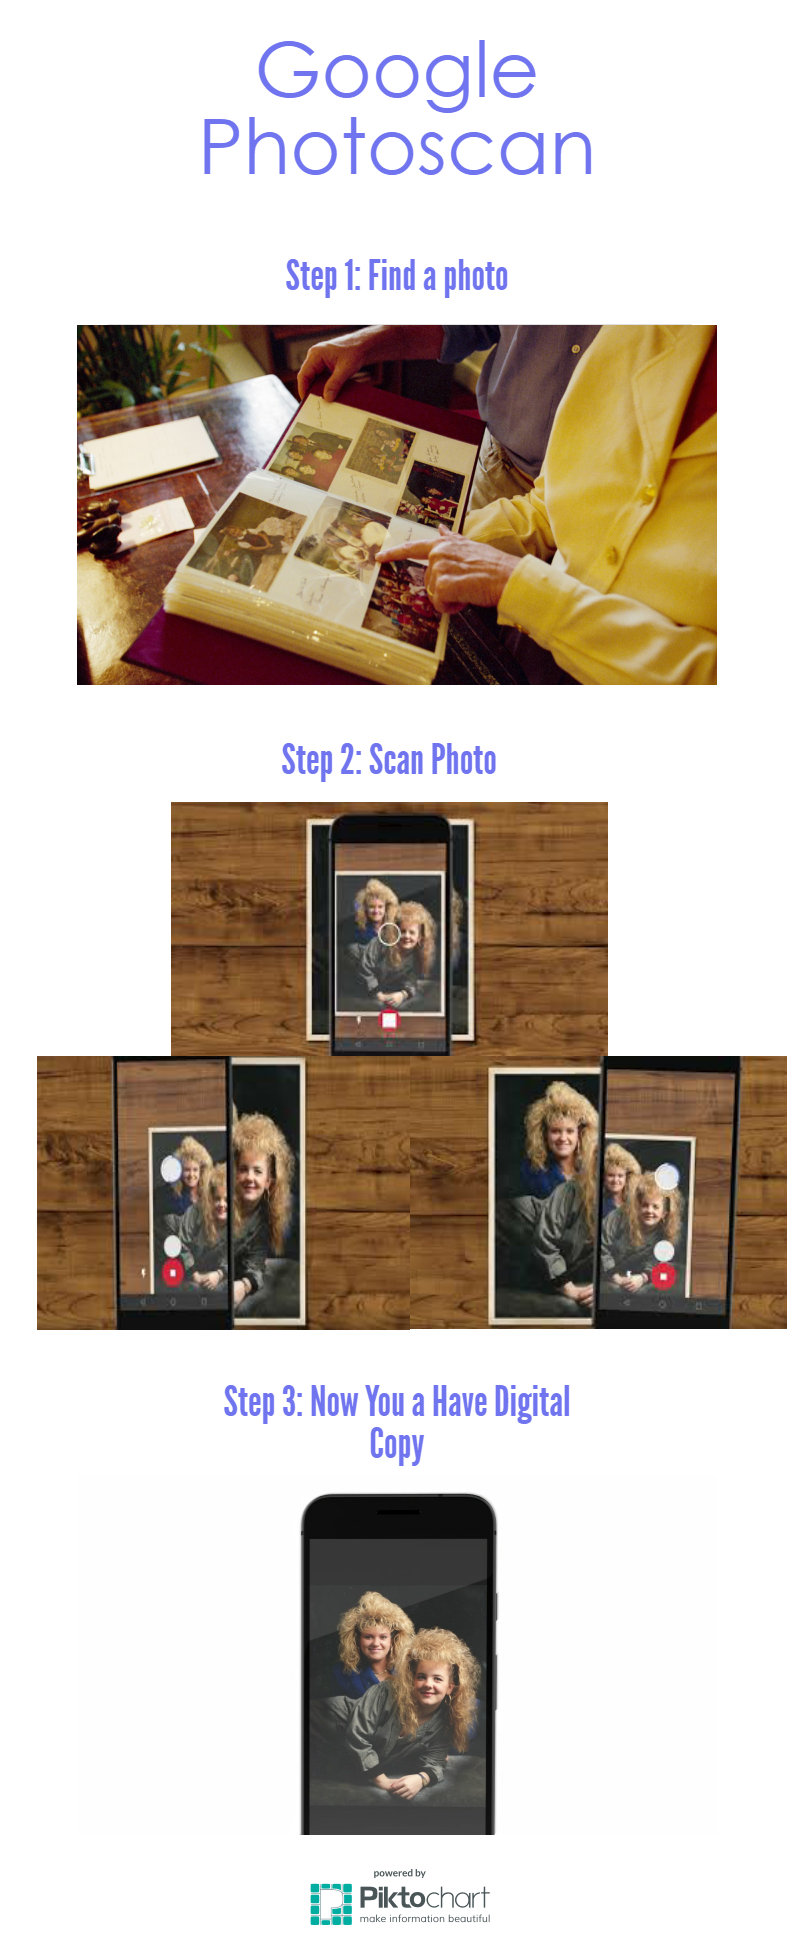 Google
Photoscan
Step 1: Find a photo
Step 2: Scan Photo
Step 3: Now You a Have Digital
Copy
powered by
Piktochart
make information beautiful